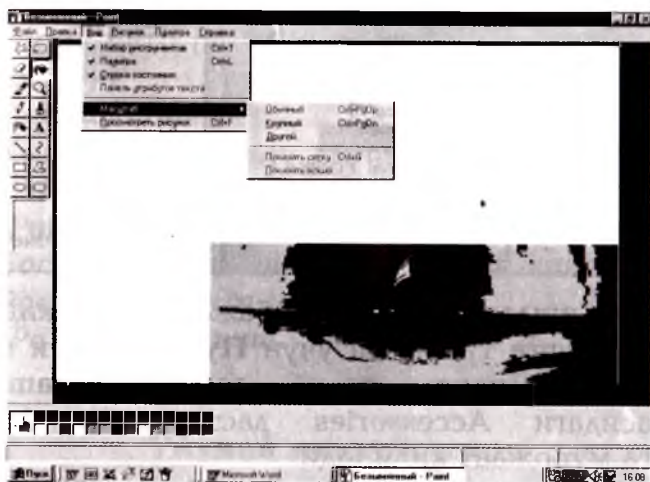 Безымянный - Paint
Файл Правка Вид Рисунок Палитра Справка
Набор инструментов Ctrl+T
Палитра Ctrl+L
Строка состояния
Панель атрибутов текста
Масштаб
Просмотреть рисунок Ctrl+F
Обычный Ctrl+PgUp
Крупный Ctrl+PgDn
Другой...
Показать сетку Ctrl+G
Показать эскиз
Accessories
Пуск Microsoft Word Безымянный - Paint 16:08